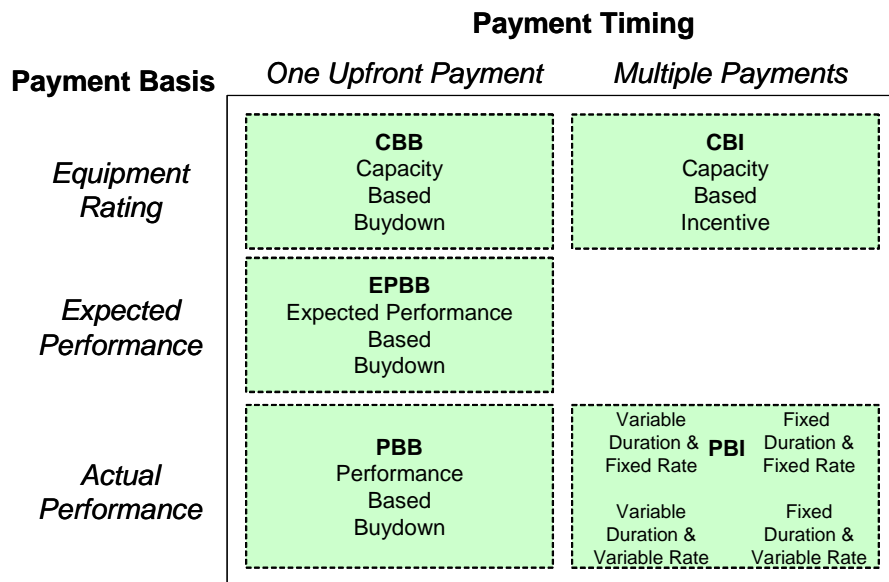 Payment Timing
Payment Basis
One Upfront Payment
Multiple Payments
Equipment
Rating
CBB
Capacity
Based
Buydown
CBI
Capacity
Based
Incentive
Expected
Performance
EPBB
Expected Performance
Based
Buydown
Actual
Performance
PBB
Performance
Based
Buydown
PBI
Variable
Duration &
Fixed Rate
Fixed
Duration &
Fixed Rate
Variable
Duration &
Variable Rate
Fixed
Duration &
Variable Rate